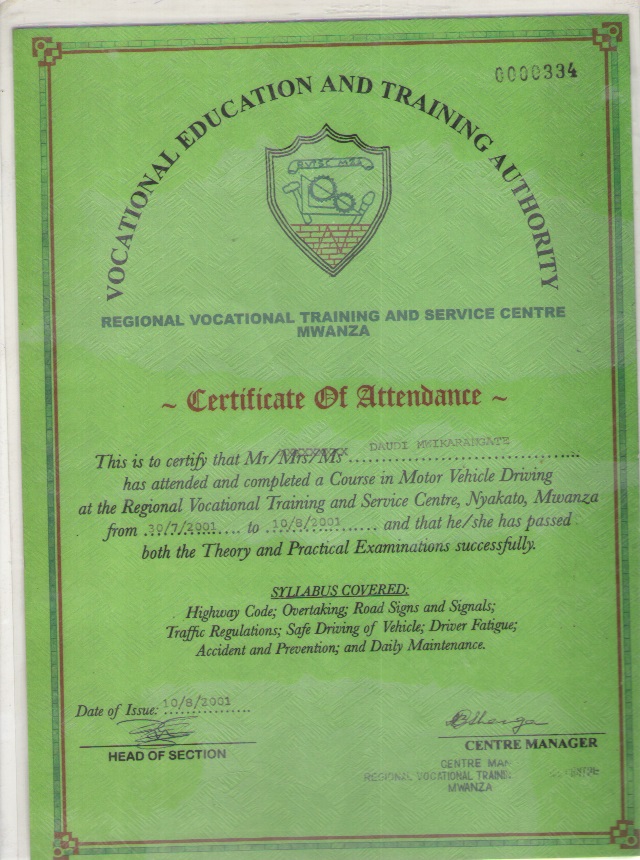 0000334
VOCATIONAL EDUCATION AND TRAINING AUTHORITY
RVTSC MZA
REGIONAL VOCATIONAL TRAINING AND SERVICE CENTRE
MWANZA
~ Certificate Of Attendance ~
DAUDI MWIKARANGATE
This is to certify that Mr/Mrs/Ms ..........................................
has attended and completed a Course in Motor Vehicle Driving
at the Regional Vocational Training and Service Centre, Nyakato, Mwanza
from 30/7/2001 to 10/8/2001 and that he/she has passed
both the Theory and Practical Examinations successfully.
SYLLABUS COVERED:
Highway Code; Overtaking; Road Signs and Signals;
Traffic Regulations; Safe Driving of Vehicle; Driver Fatigue;
Accident and Prevention; and Daily Maintenance.
Date of Issue: 10/8/2001
HEAD OF SECTION
CENTRE MANAGER
CENTRE MAN
REGIONAL VOCATIONAL TRAININ
MWANZA